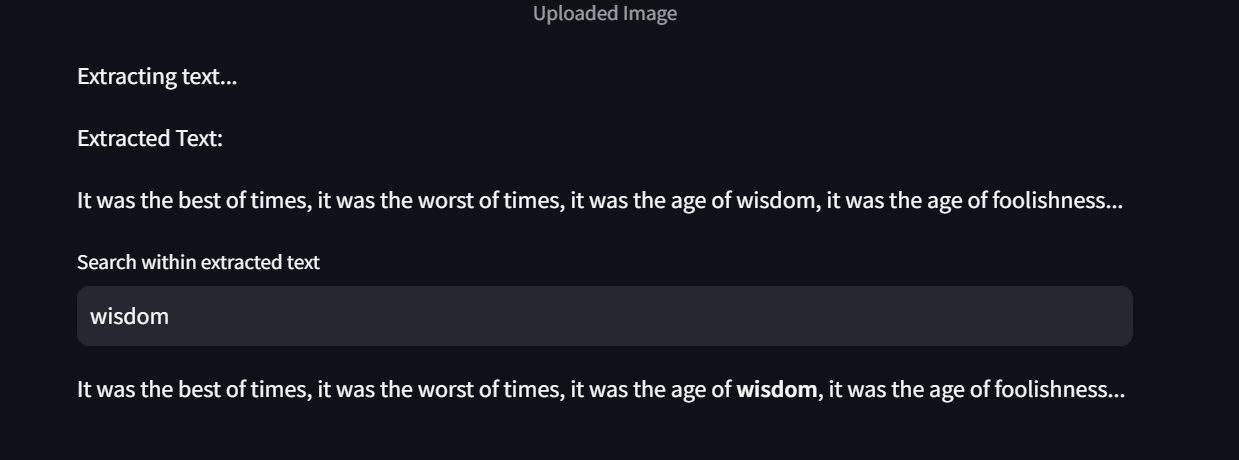 Uploaded Image
Extracting text...
Extracted Text:
It was the best of times, it was the worst of times, it was the age of wisdom, it was the age of foolishness...
Search within extracted text
wisdom
It was the best of times, it was the worst of times, it was the age of wisdom, it was the age of foolishness...